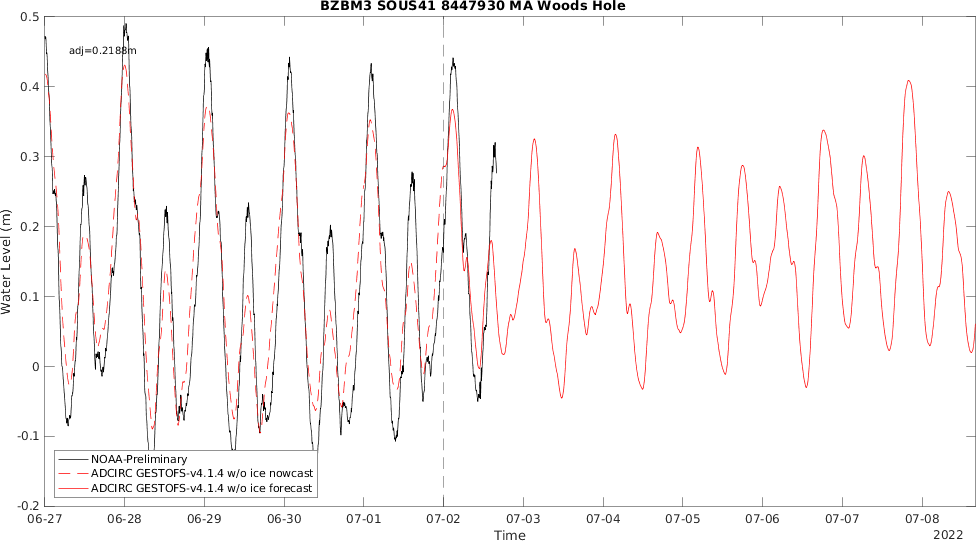 BZBM3 SOUS41 8447930 MA Woods Hole
adj=0.2188m
Water Level (m)
0.5
0.4
0.3
0.2
0.1
0
-0.1
-0.2
NOAA-Preliminary
ADCIRC GESTOFS-v4.1.4 w/o ice nowcast
ADCIRC GESTOFS-v4.1.4 w/o ice forecast
06-27 06-28 06-29 06-30 07-01 07-02 07-03 07-04 07-05 07-06 07-07 07-08
Time
2022